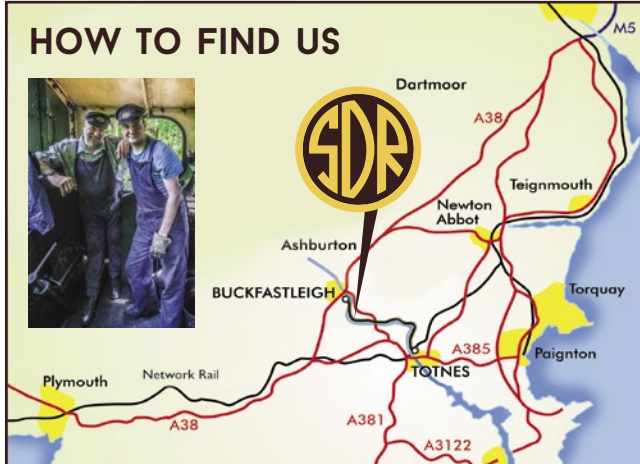 HOW TO FIND US
M5
Dartmoor
SDR
A38
Teignmouth
Newton
Abbot
Ashburton
BUCKFASTLEIGH
Torquay
A385
Paignton
TOTNES
Network Rail
Plymouth
A38
A381
A3122